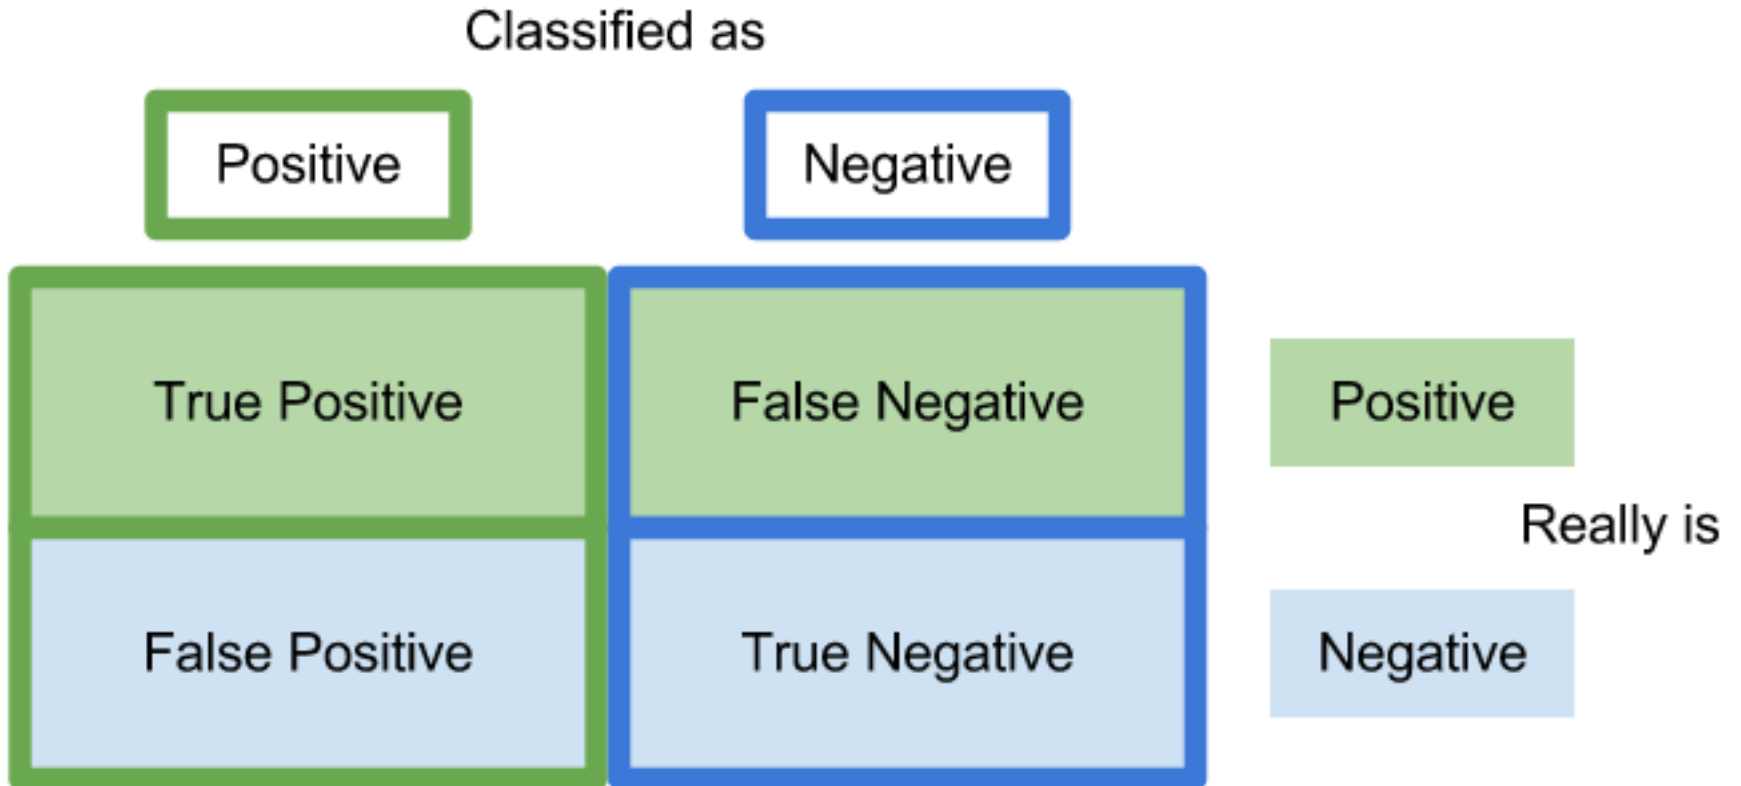 Classified as
Positive
Negative
True Positive
False Negative
Positive
Really is
False Positive
True Negative
Negative